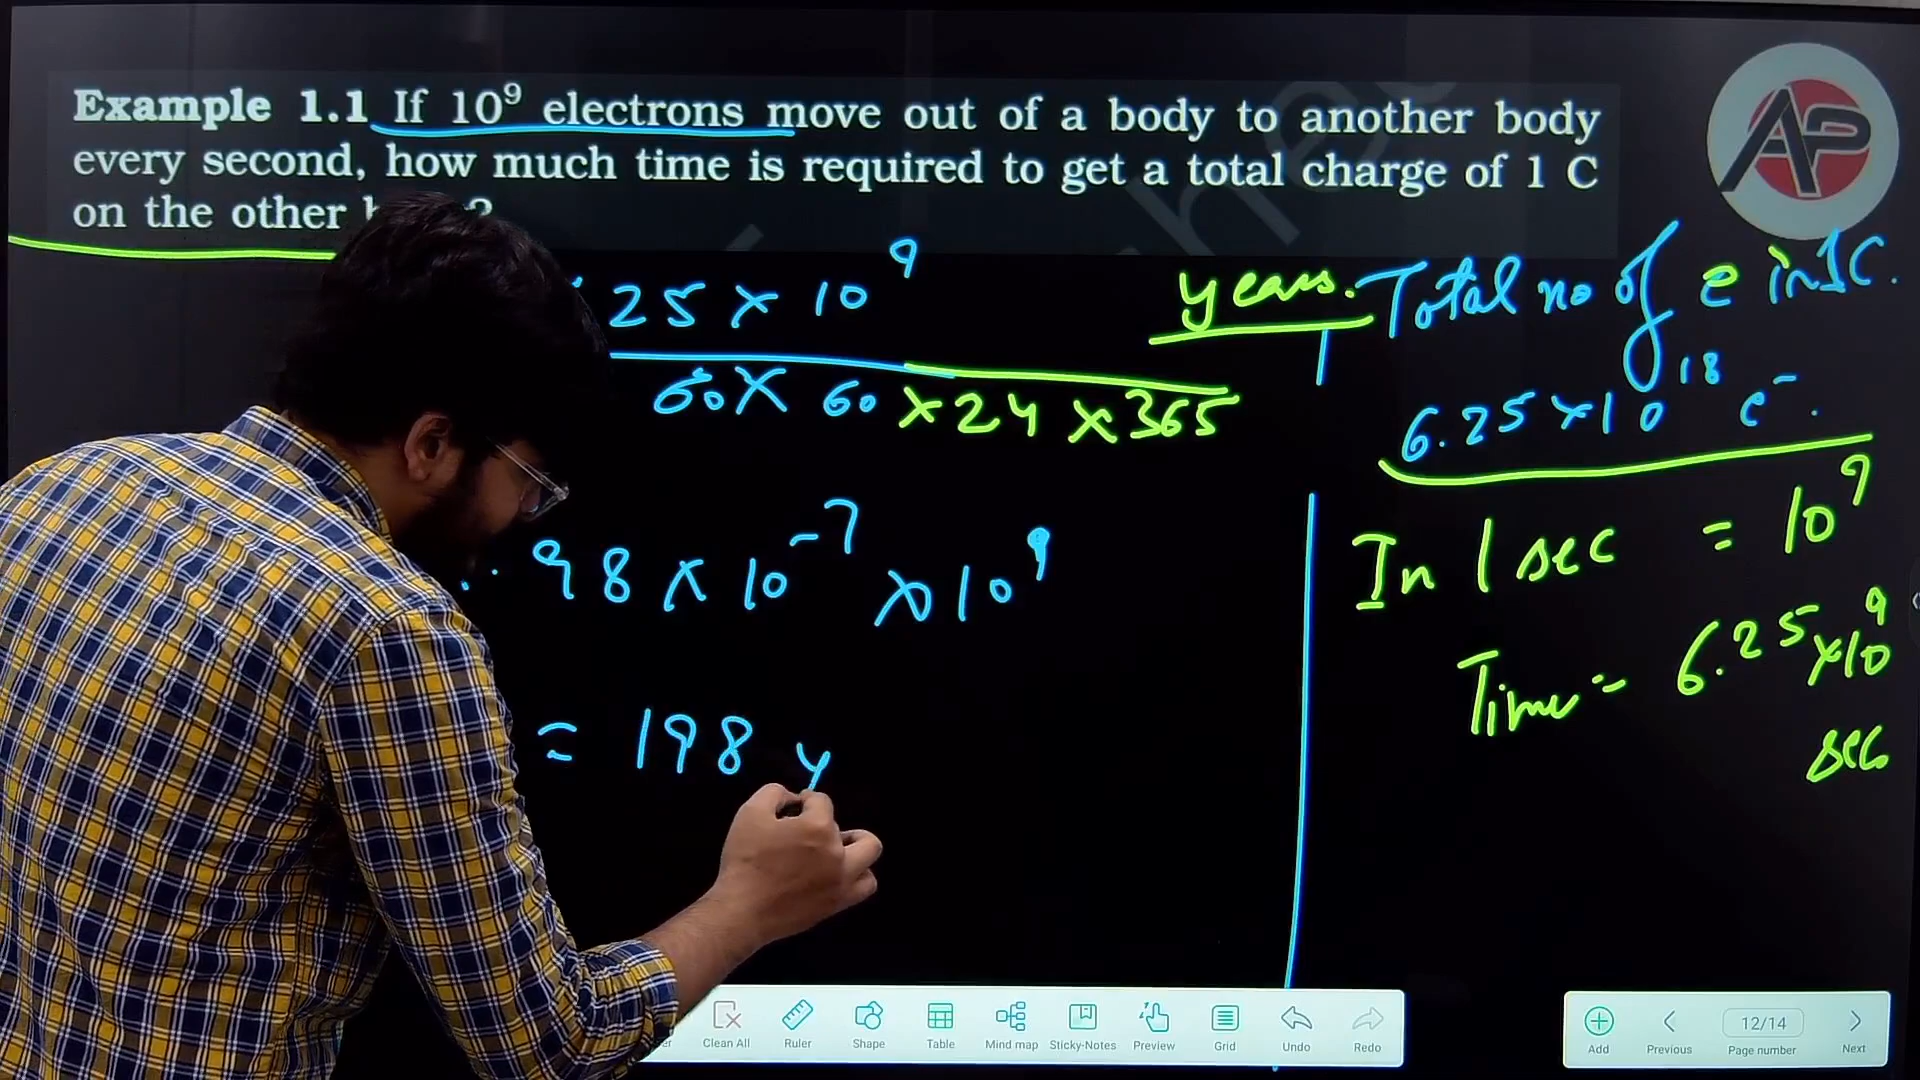 Example 1.1 If 10⁹ electrons move out of a body to another body
every second, how much time is required to get a total charge of 1 C
on the other
AP
25 × 10⁹
60 × 60 × 24 × 365
years.
98 × 10⁻⁷ × 10⁹
= 198 y
Total no of e in 1C.
6.25 × 10¹⁸ e⁻.
In 1 sec = 10⁹
Time = 6.25 × 10⁹
sec
Clean All
Ruler
Shape
Table
Mind map
Sticky-Notes
Preview
Grid
Undo
Redo
Add
Previous
12/14
Page number
Next